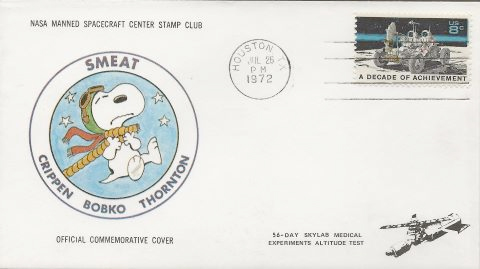 NASA MANNED SPACECRAFT CENTER STAMP CLUB
HOUSTON, TX
JUL 26
PM
1972
US
8c
A DECADE OF ACHIEVEMENT
SMEAT
CRIPPEN BOBKO THORNTON
OFFICIAL COMMEMORATIVE COVER
56-DAY SKYLAB MEDICAL
EXPERIMENTS ALTITUDE TEST